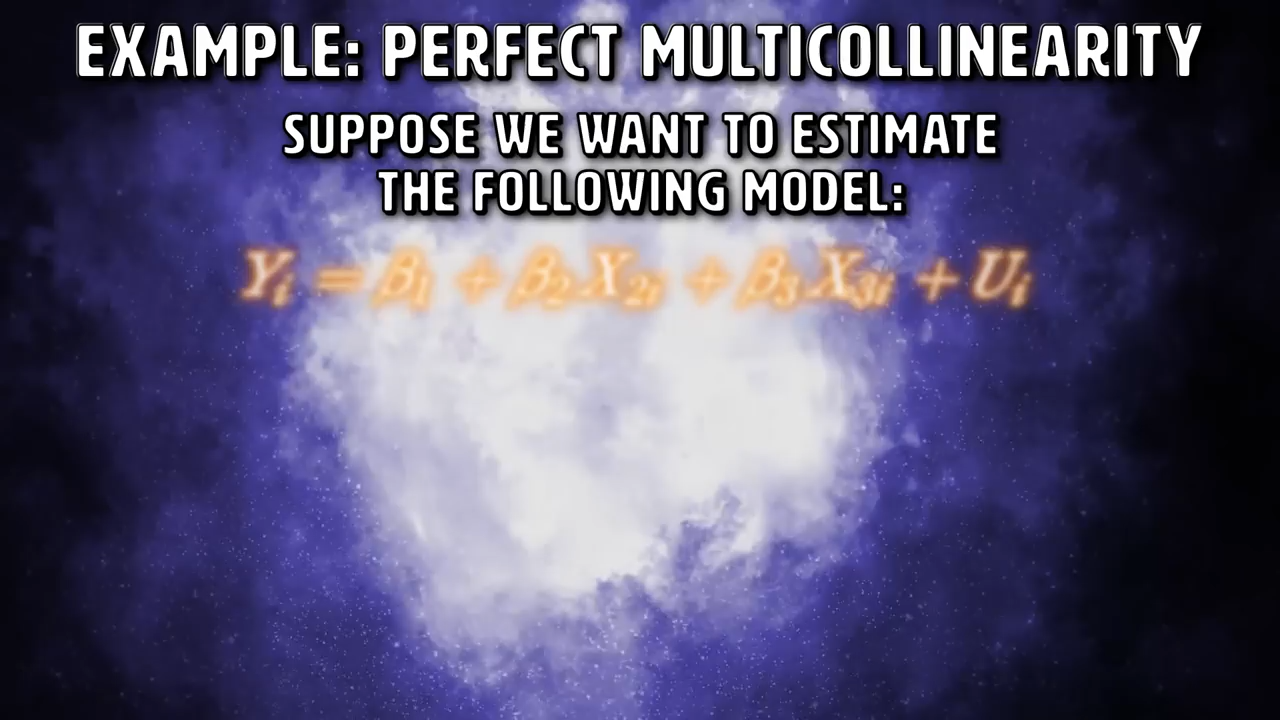 EXAMPLE: PERFECT MULTICOLLINEARITY
SUPPOSE WE WANT TO ESTIMATE
THE FOLLOWING MODEL:
Yᵢ = β₁ + β₂X₂ᵢ + β₃X₃ᵢ + Uᵢ